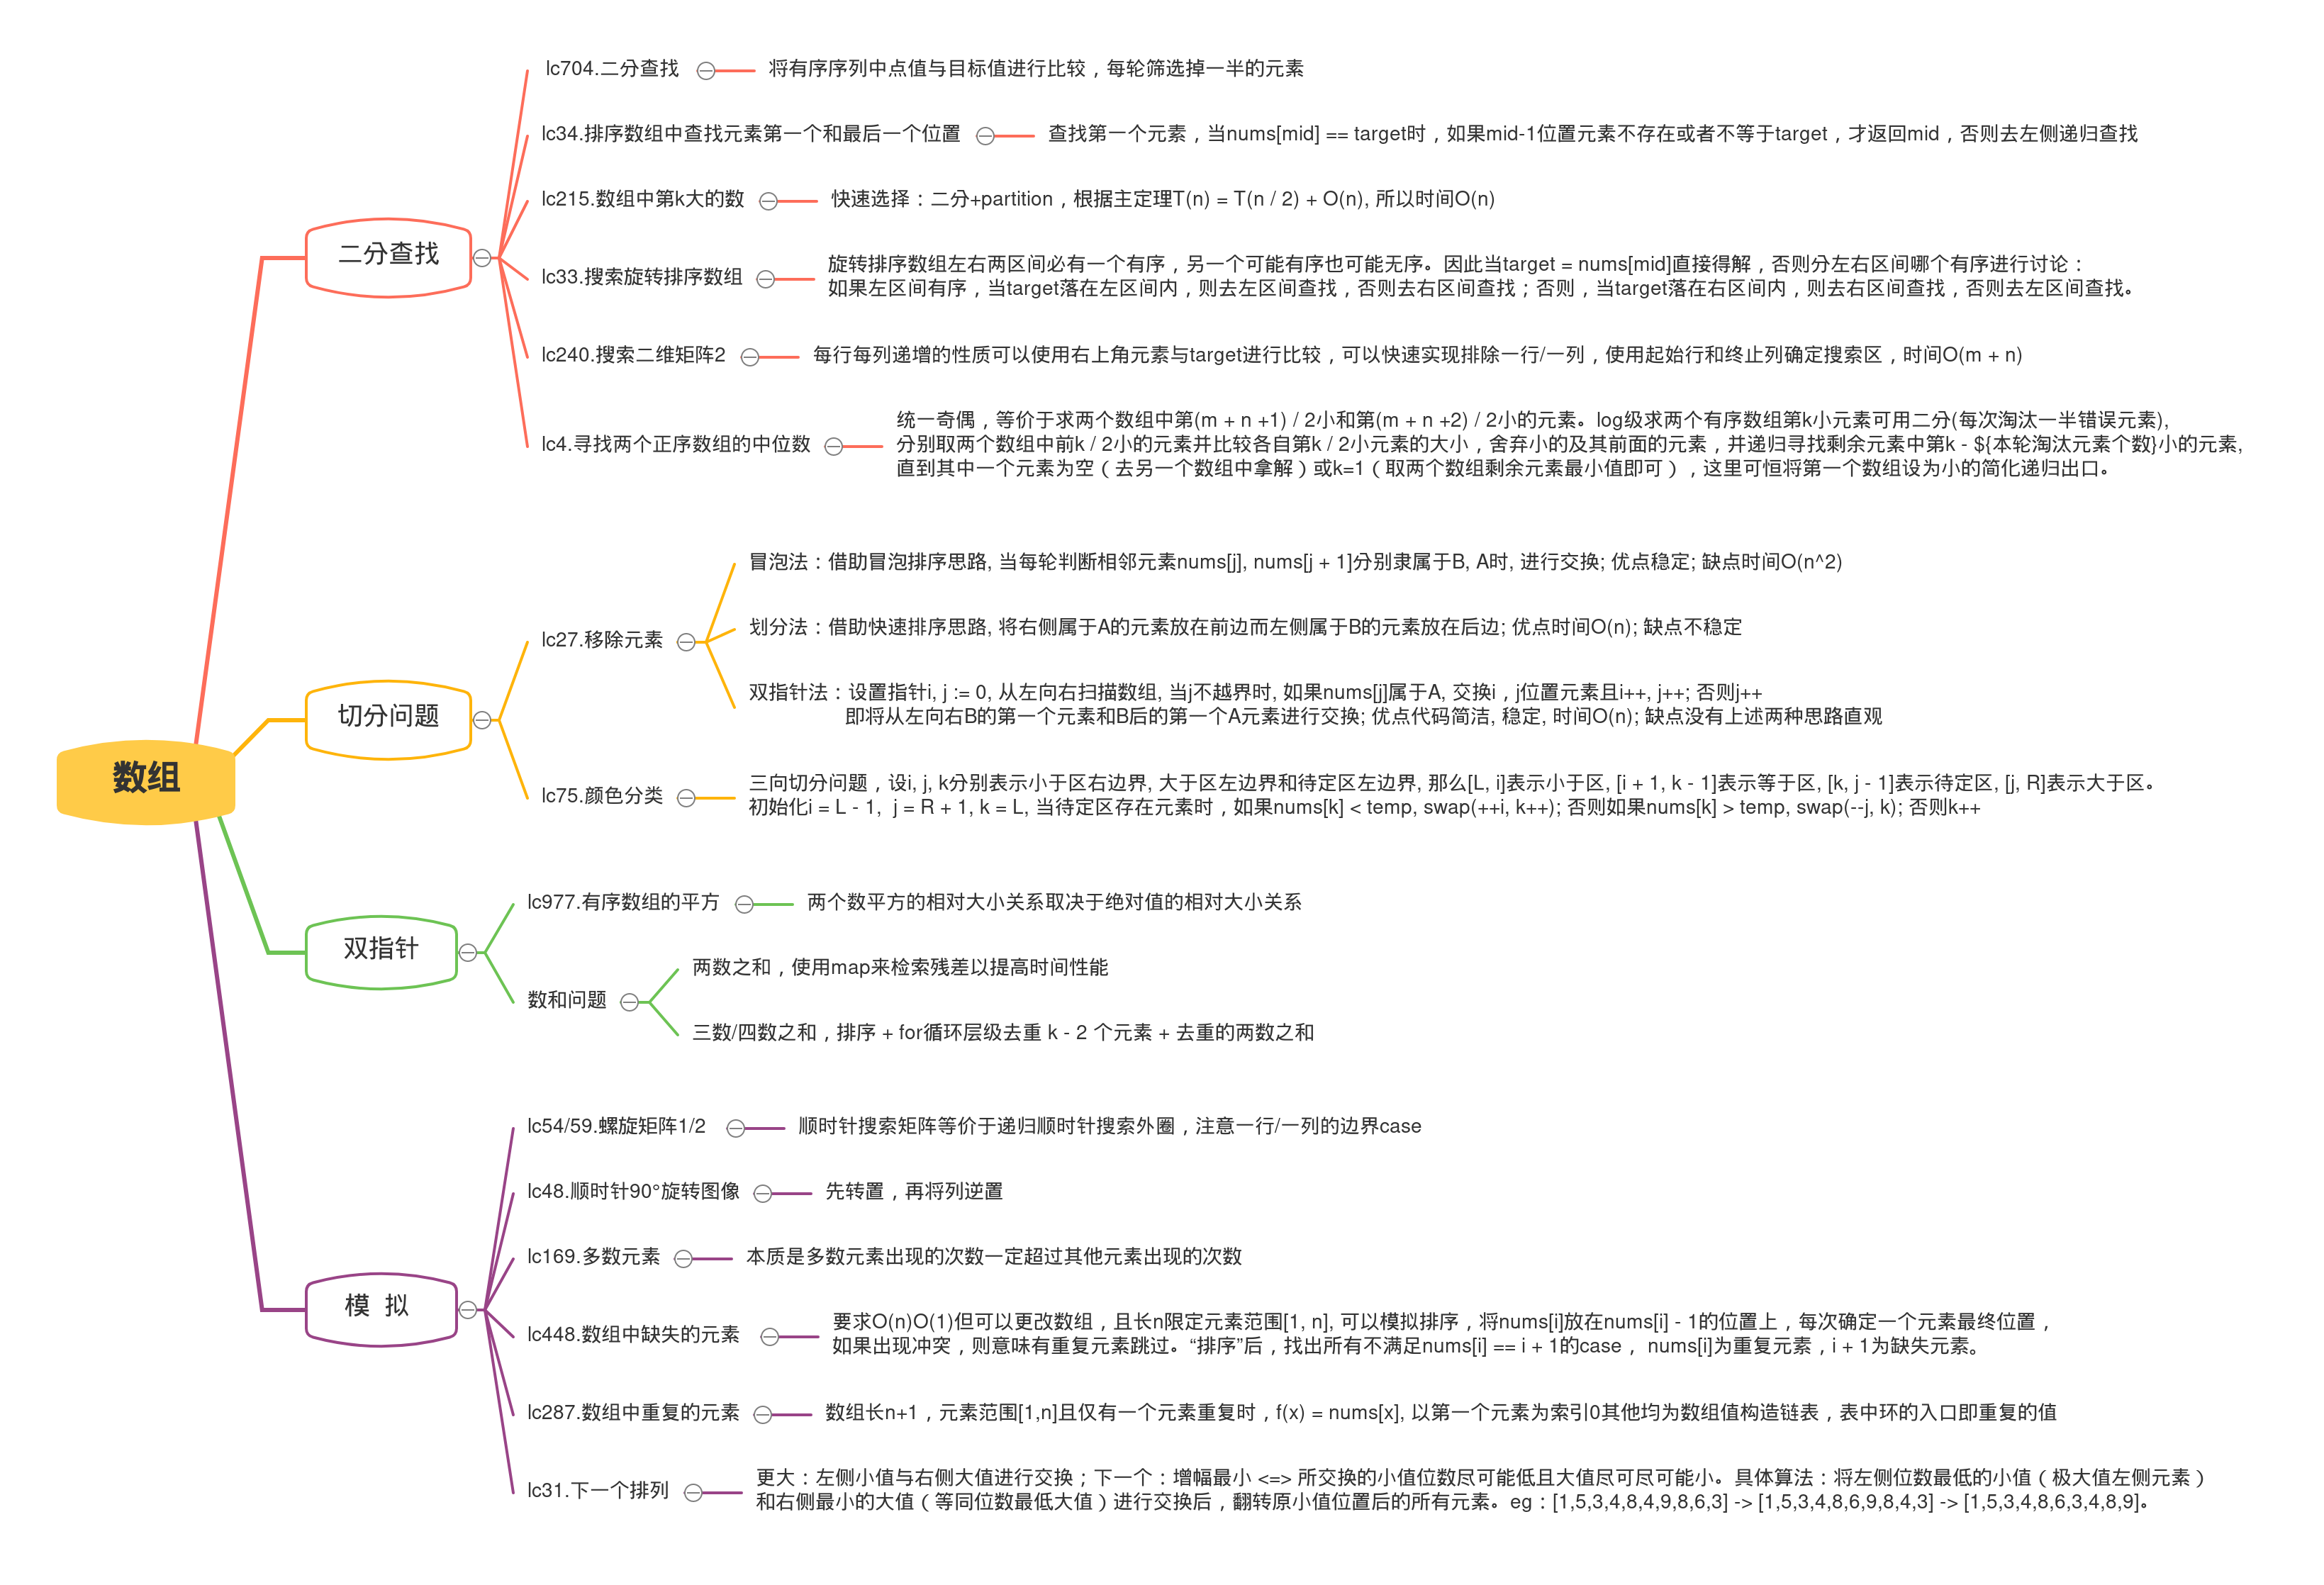 数组
二分查找
lc704.二分查找
将有序序列中点值与目标值进行比较，每轮筛选掉一半的元素
lc34.排序数组中查找元素第一个和最后一个位置
查找第一个元素，当nums[mid] == target时，如果mid-1位置元素不存在或者不等于target，才返回mid，否则去左侧递归查找
lc215.数组中第k大的数
快速选择：二分+partition，根据主定理T(n) = T(n / 2) + O(n), 所以时间O(n)
lc33.搜索旋转排序数组
旋转排序数组左右两区间必有一个有序，另一个可能有序也可能无序。因此当target = nums[mid]直接得解，否则分左右区间哪个有序进行讨论：
如果左区间有序，当target落在左区间内，则去左区间查找，否则去右区间查找；否则，当target落在右区间内，则去右区间查找，否则去左区间查找。
lc240.搜索二维矩阵2
每行每列递增的性质可以使用右上角元素与target进行比较，可以快速实现排除一行/一列，使用起始行和终止列确定搜索区，时间O(m + n)
lc4.寻找两个正序数组的中位数
统一奇偶，等价于求两个数组中第(m + n +1) / 2小和第(m + n +2) / 2小的元素。log级求两个有序数组第k小元素可用二分(每次淘汰一半错误元素),
分别取两个数组中前k / 2小的元素并比较各自第k / 2小元素的大小，舍弃小的及其前面的元素，并递归寻找剩余元素中第k - ${本轮淘汰元素个数}小的元素,
直到其中一个元素为空（去另一个数组中拿解）或k=1（取两个数组剩余元素最小值即可），这里可恒将第一个数组设为小的简化递归出口。
切分问题
lc27.移除元素
冒泡法：借助冒泡排序思路, 当每轮判断相邻元素nums[j], nums[j + 1]分别隶属于B, A时, 进行交换; 优点稳定; 缺点时间O(n^2)
划分法：借助快速排序思路, 将右侧属于A的元素放在前边而左侧属于B的元素放在后边; 优点时间O(n); 缺点不稳定
双指针法：设置指针i, j := 0, 从左向右扫描数组, 当j不越界时, 如果nums[j]属于A, 交换i，j位置元素且i++, j++; 否则j++
即将从左向右B的第一个元素和B后的第一个A元素进行交换; 优点代码简洁, 稳定, 时间O(n); 缺点没有上述两种思路直观
lc75.颜色分类
三向切分问题，设i, j, k分别表示小于区右边界, 大于区左边界和待定区左边界, 那么[L, i]表示小于区, [i + 1, k - 1]表示等于区, [k, j - 1]表示待定区, [j, R]表示大于区。
初始化i = L - 1,  j = R + 1, k = L, 当待定区存在元素时，如果nums[k] < temp, swap(++i, k++); 否则如果nums[k] > temp, swap(--j, k); 否则k++
双指针
lc977.有序数组的平方
两个数平方的相对大小关系取决于绝对值的相对大小关系
数和问题
两数之和，使用map来检索残差以提高时间性能
三数/四数之和，排序 + for循环层级去重 k - 2 个元素 + 去重的两数之和
模 拟
lc54/59.螺旋矩阵1/2
顺时针搜索矩阵等价于递归顺时针搜索外圈，注意一行/一列的边界case
lc48.顺时针90°旋转图像
先转置，再将列逆置
lc169.多数元素
本质是多数元素出现的次数一定超过其他元素出现的次数
lc448.数组中缺失的元素
要求O(n)O(1)但可以更改数组，且长n限定元素范围[1, n], 可以模拟排序，将nums[i]放在nums[i] - 1的位置上，每次确定一个元素最终位置，
如果出现冲突，则意味有重复元素跳过。“排序”后，找出所有不满足nums[i] == i + 1的case， nums[i]为重复元素，i + 1为缺失元素。
lc287.数组中重复的元素
数组长n+1，元素范围[1,n]且仅有一个元素重复时，f(x) = nums[x], 以第一个元素为索引0其他均为数组值构造链表，表中环的入口即重复的值
lc31.下一个排列
更大：左侧小值与右侧大值进行交换；下一个：增幅最小 <=> 所交换的小值位数尽可能低且大值尽可尽可能小。具体算法：将左侧位数最低的小值（极大值左侧元素）
和右侧最小的大值（等同位数最低大值）进行交换后，翻转原小值位置后的所有元素。eg：[1,5,3,4,8,4,9,8,6,3] -> [1,5,3,4,8,6,9,8,4,3] -> [1,5,3,4,8,6,3,4,8,9]。